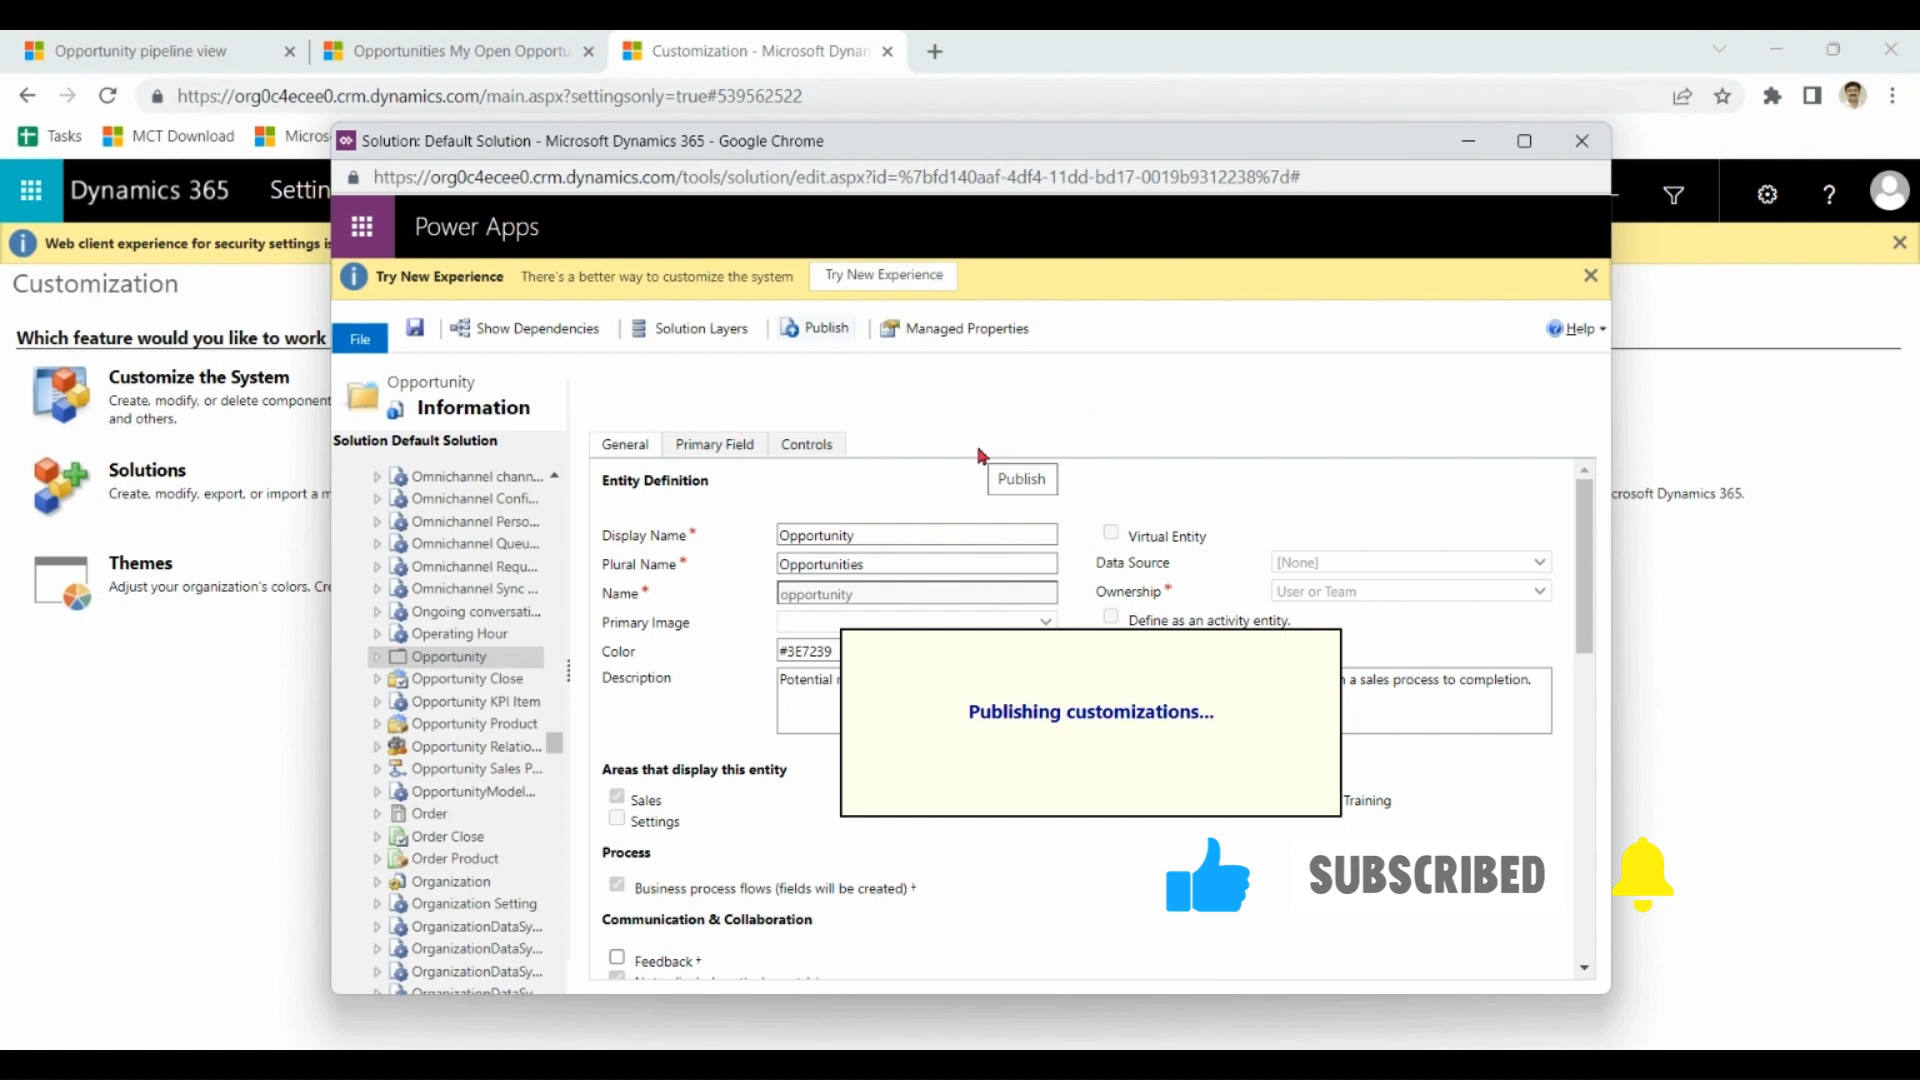 Opportunity pipeline view
Opportunities My Open Opportu
Customization - Microsoft Dynam
https://org0c4ecee0.crm.dynamics.com/main.aspx?settingsonly=true#539562522
Tasks
MCT Download
Micros
Solution: Default Solution - Microsoft Dynamics 365 - Google Chrome
https://org0c4ecee0.crm.dynamics.com/tools/solution/edit.aspx?id=%7bfd140aaf-4df4-11dd-bd17-0019b9312238%7d#
Dynamics 365
Settin
Power Apps
Web client experience for security settings is
Try New Experience There's a better way to customize the system Try New Experience
Customization
Which feature would you like to work
Customize the System
Create, modify, or delete component
and others.
Solutions
Create, modify, export, or import a m
crosoft Dynamics 365.
Themes
Adjust your organization's colors. Cre
File
Show Dependencies
Solution Layers
Publish
Managed Properties
Help
Opportunity
Information
Solution Default Solution
Omnichannel chann...
Omnichannel Confi...
Omnichannel Perso...
Omnichannel Queu...
Omnichannel Requ...
Omnichannel Sync ...
Ongoing conversati...
Operating Hour
Opportunity
Opportunity Close
Opportunity KPI Item
Opportunity Product
Opportunity Relatio...
Opportunity Sales P...
OpportunityModel...
Order
Order Close
Order Product
Organization
Organization Setting
OrganizationDataSy...
OrganizationDataSy...
OrganizationDataSy...
OrganizationDataSy...
General
Primary Field
Controls
Entity Definition
Publish
Display Name*
Opportunity
Virtual Entity
Plural Name*
Opportunities
Data Source
[None]
Name*
opportunity
Ownership*
User or Team
Primary Image
Define as an activity entity.
Color
#3E7239
Description
Potential r
a sales process to completion.
Publishing customizations...
Areas that display this entity
Sales
Training
Settings
Process
Business process flows (fields will be created) +
Communication & Collaboration
Feedback +
SUBSCRIBED